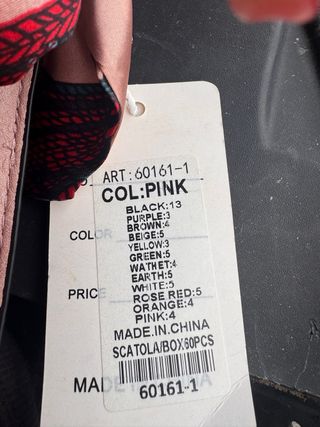 ART:60161-1
COL:PINK
BLACK:13
PURPLE:3
BROWN:4
COLOR
BEIGE:5
YELLOW:3
GREEN:5
WATHET:4
EARTH:5
WHITE:5
PRICE
ROSE RED:5
ORANGE:4
PINK:4
MADE.IN.CHINA
SCATOLA/BOX60PCS
60161-1